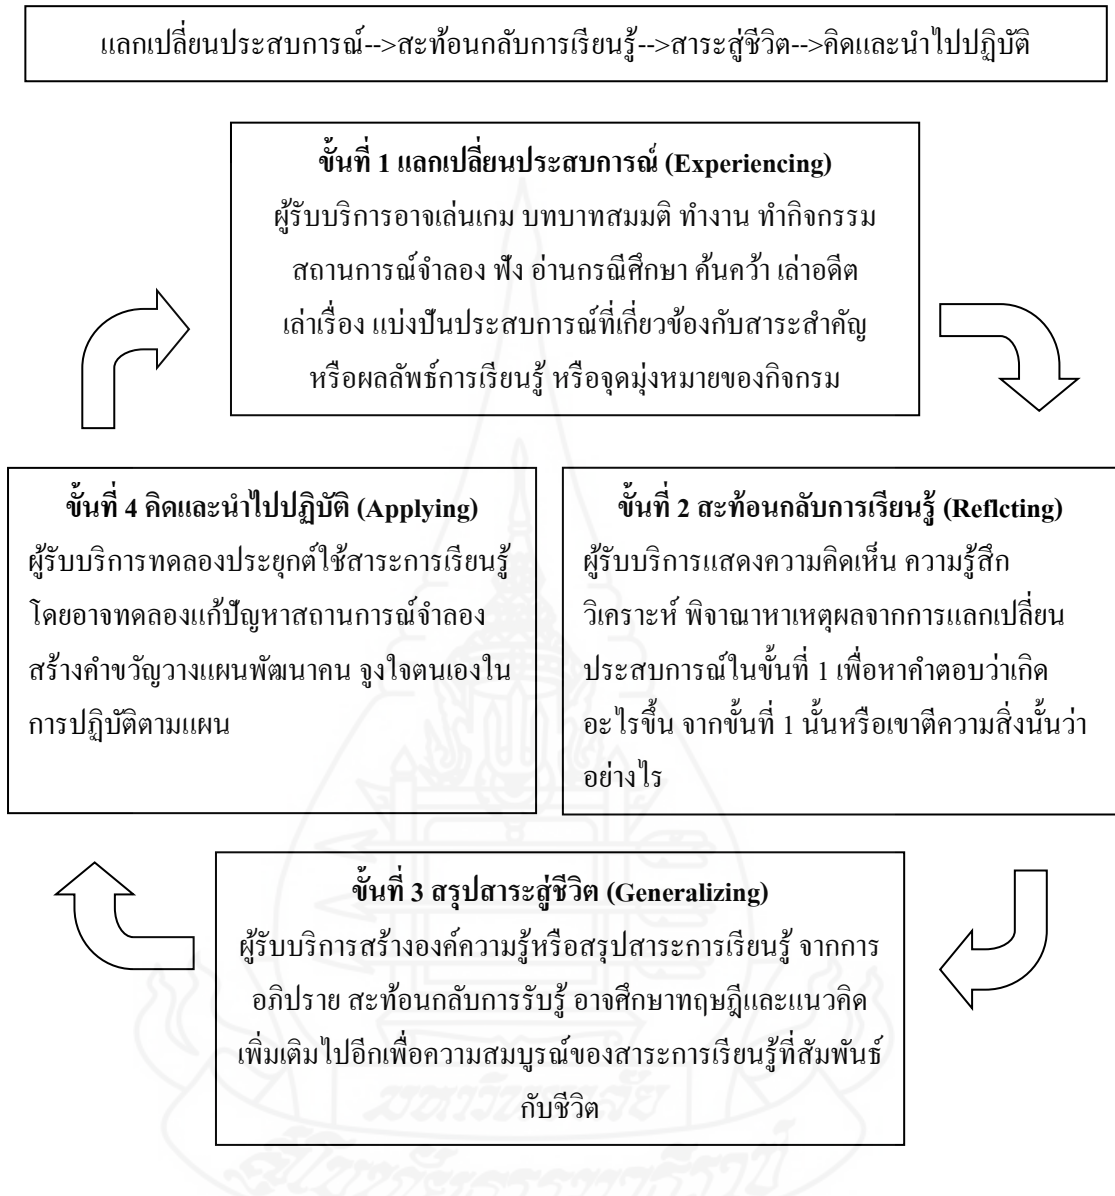 แลกเปลี่ยนประสบการณ์-->สะท้อนกลับการเรียนรู้-->สาระสู่ชีวิต-->คิดและนำไปปฏิบัติ
ขั้นที่ 1 แลกเปลี่ยนประสบการณ์ (Experiencing)
ผู้รับบริการอาจเล่นเกม บทบาทสมมติ ทำงาน ทำกิจกรรม
สถานการณ์จำลอง ฟัง อ่านกรณีศึกษา ค้นคว้า เล่าอดีต
เล่าเรื่อง แบ่งปันประสบการณ์ที่เกี่ยวข้องกับสาระสำคัญ
หรือผลลัพธ์การเรียนรู้ หรือจุดมุ่งหมายของกิจกรม
ขั้นที่ 2 สะท้อนกลับการเรียนรู้ (Reflcting)
ผู้รับบริการแสดงความคิดเห็น ความรู้สึก
วิเคราะห์ พิจาณาหาเหตุผลจากการแลกเปลี่ยน
ประสบการณ์ในขั้นที่ 1 เพื่อหาคำตอบว่าเกิด
อะไรขึ้น จากขั้นที่ 1 นั้นหรือเขาตีความสิ่งนั้นว่า
อย่างไร
ขั้นที่ 3 สรุปสาระสู่ชีวิต (Generalizing)
ผู้รับบริการสร้างองค์ความรู้หรือสรุปสาระการเรียนรู้ จากการ
อภิปราย สะท้อนกลับการรับรู้ อาจศึกษาทฤษฎีและแนวคิด
เพิ่มเติมไปอีกเพื่อความสมบูรณ์ของสาระการเรียนรู้ที่สัมพันธ์
กับชีวิต
ขั้นที่ 4 คิดและนำไปปฏิบัติ (Applying)
ผู้รับบริการทดลองประยุกต์ใช้สาระการเรียนรู้
โดยอาจทดลองแก้ปัญหาสถานการณ์จำลอง
สร้างคำขวัญวางแผนพัฒนาคน จูงใจตนเองใน
การปฏิบัติตามแผน
มหาวิทยาลัย
สุโขทัยธรรมาธิราช